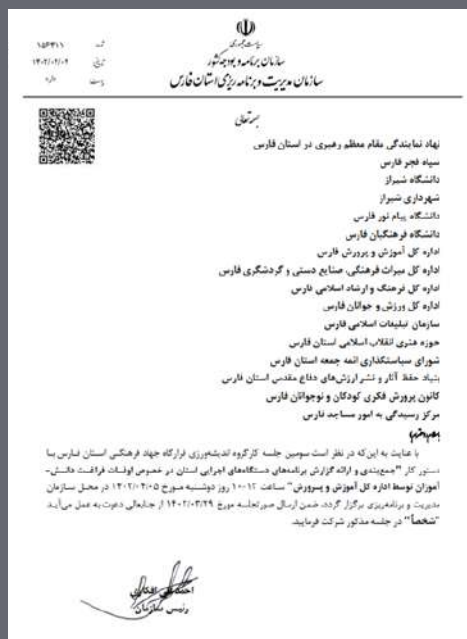 ریاست جمهوری
سازمان برنامه و بودجه کشور
سازمان مدیریت و برنامه ریزی استان فارس
شماره
تاریخ
پیوست
بسمه تعالی
نهاد نمایندگی مقام معظم رهبری در استان فارس
سپاه فجر فارس
دانشگاه شیراز
شهرداری شیراز
دانشگاه پیام نور فارس
دانشگاه فرهنگیان فارس
اداره کل آموزش و پرورش فارس
اداره کل میراث فرهنگی، صنایع دستی و گردشگری فارس
اداره کل فرهنگ و ارشاد اسلامی فارس
اداره کل ورزش و جوانان فارس
سازمان تبلیغات اسلامی فارس
حوزه هنری انقلاب اسلامی استان فارس
شورای سیاستگذاری ائمه جمعه استان فارس
بنیاد حفظ آثار و نشر ارزش‌های دفاع مقدس استان فارس
کانون پرورش فکری کودکان و نوجوانان فارس
مرکز رسیدگی به امور مساجد فارس
با سلام و احترام
با عنایت به این‌که در نظر است سومین جلسه کارگروه اندیشه‌ورزی قرارگاه جهاد فرهنگی استان فارس با
دستور کار "جمع‌بندی و ارائه گزارش برنامه‌های دستگاه‌های اجرایی استان در خصوص اوقات فراغت دانش-
آموزان توسط اداره کل آموزش و پرورش" ساعت ۱۲-۱۰ روز دوشنبه مورخ ۱۴۰۲/۰۴/۰۵ در محل سازمان
مدیریت و برنامه‌ریزی برگزار گردد، ضمن ارسال صورتجلسه مورخ ۱۴۰۲/۰۳/۲۹ از جنابعالی دعوت به عمل می‌آید
"شخصاً" در جلسه مذکور شرکت فرمایید.
رئیس سازمان